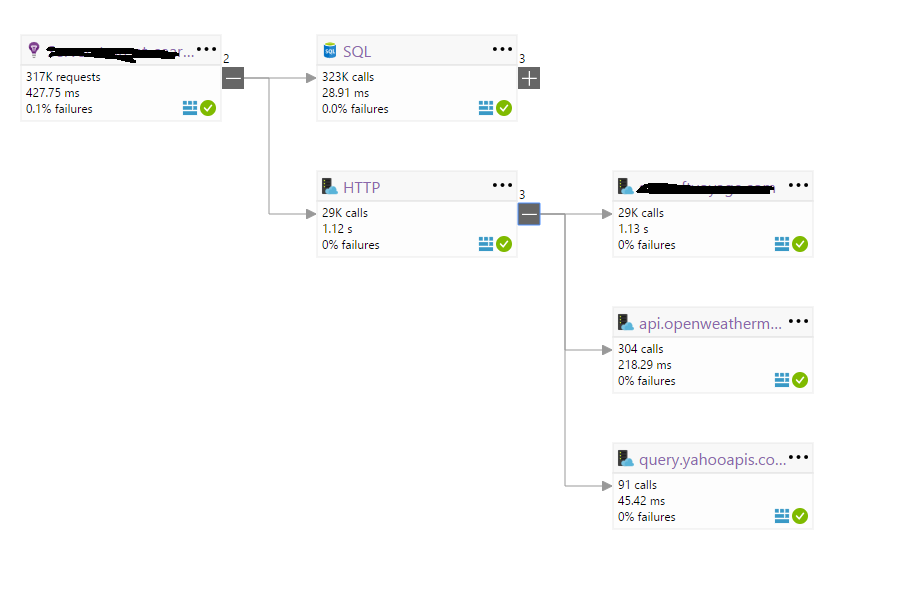 2
317K requests
427.75 ms
0.1% failures
SQL
3
323K calls
28.91 ms
0.0% failures
HTTP
3
29K calls
1.12 s
0% failures
29K calls
1.13 s
0% failures
api.openweatherm...
304 calls
218.29 ms
0% failures
query.yahooapis.co...
91 calls
45.42 ms
0% failures